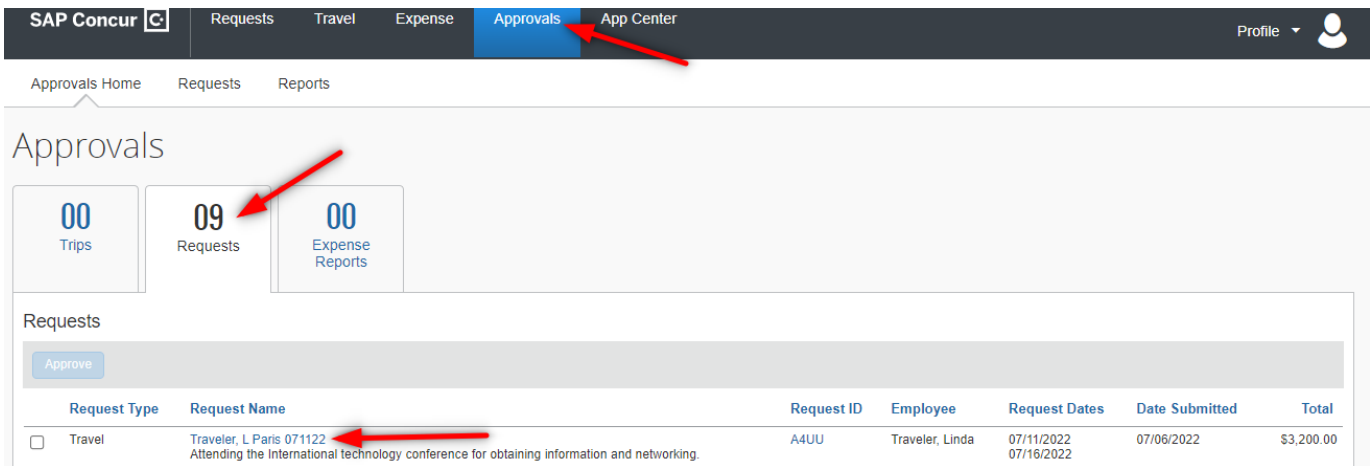 SAP Concur C Requests Travel Expense Approvals App Center Profile
Approvals Home Requests Reports
Approvals
00 09 00
Trips Requests Expense
Reports
Requests
Approve
Request Type Request Name Request ID Employee Request Dates Date Submitted Total
Travel Traveler, L Paris 071122 A4UU Traveler, Linda 07/11/2022 07/06/2022 $3,200.00
Attending the International technology conference for obtaining information and networking. 07/16/2022